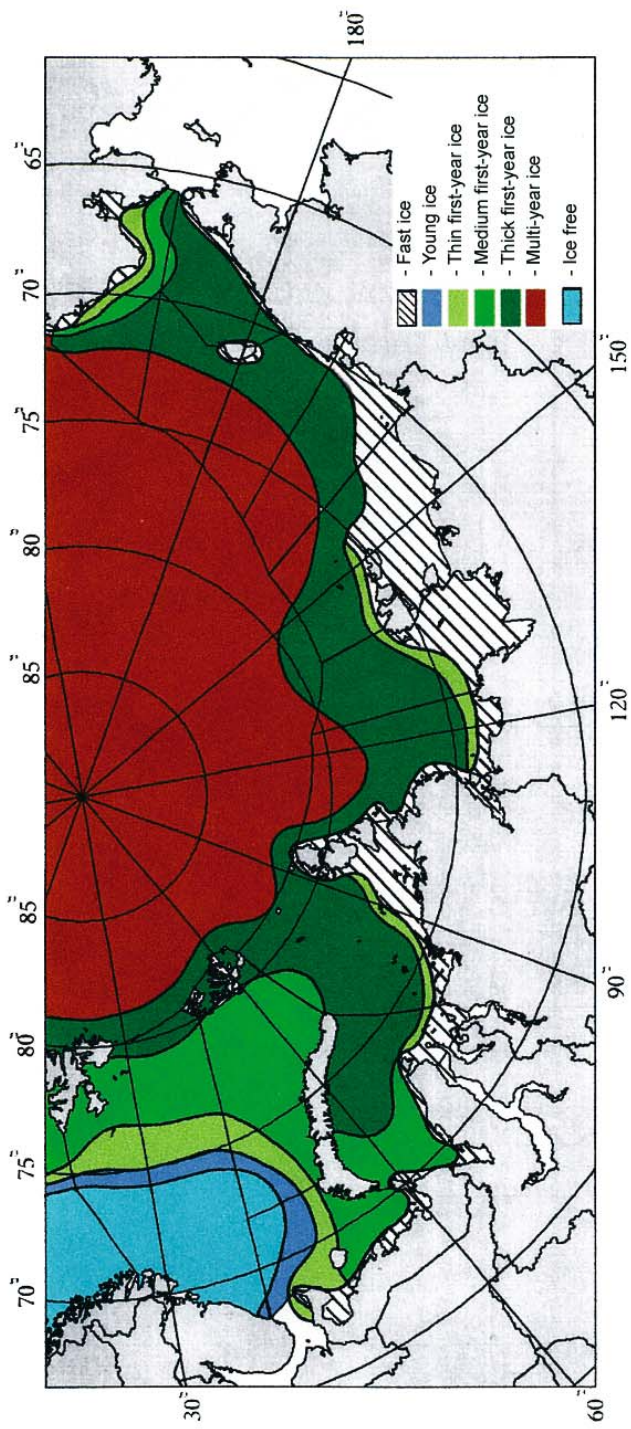 65°
70°
75°
80°
85°
85
80°
75°
70°
180°
150°
120°
90°
60°
30°
- Fast ice
- Young ice
- Thin first-year ice
- Medium first-year ice
- Thick first-year ice
- Multi-year ice
- Ice free